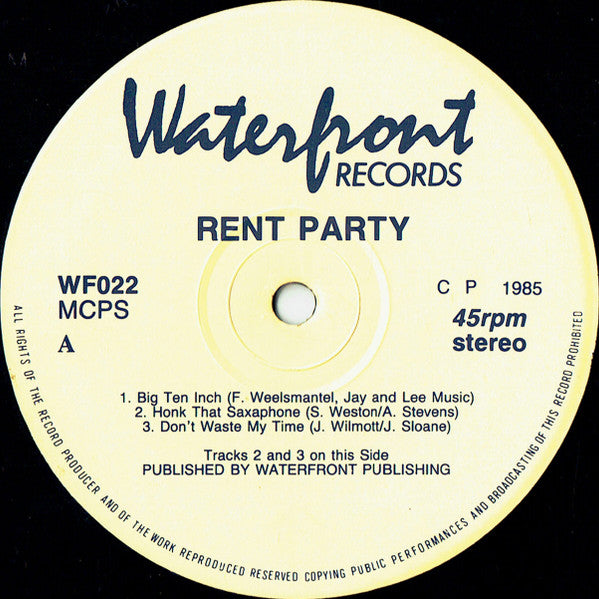 Waterfront
RECORDS
RENT PARTY
WF022
MCPS
A
C P 1985
45rpm
stereo
1. Big Ten Inch (F. Weelsmantel, Jay and Lee Music)
2. Honk That Saxaphone (S. Weston/A. Stevens)
3. Don't Waste My Time (J. Wilmott/J. Sloane)
Tracks 2 and 3 on this Side
PUBLISHED BY WATERFRONT PUBLISHING
ALL RIGHTS OF THE RECORD PRODUCER AND OF THE WORK REPRODUCED RESERVED COPYING PUBLIC PERFORMANCES AND BROADCASTING OF THIS RECORD PROHIBITED